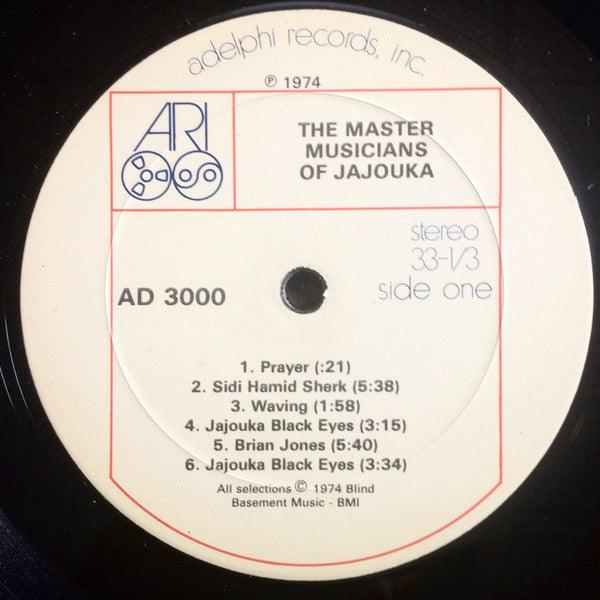 adelphi records, inc.
℗ 1974
ARI
THE MASTER
MUSICIANS
OF JAJOUKA
stereo
33-1/3
side one
AD 3000
1. Prayer (:21)
2. Sidi Hamid Sherk (5:38)
3. Waving (1:58)
4. Jajouka Black Eyes (3:15)
5. Brian Jones (5:40)
6. Jajouka Black Eyes (3:34)
All selections © 1974 Blind
Basement Music - BMI